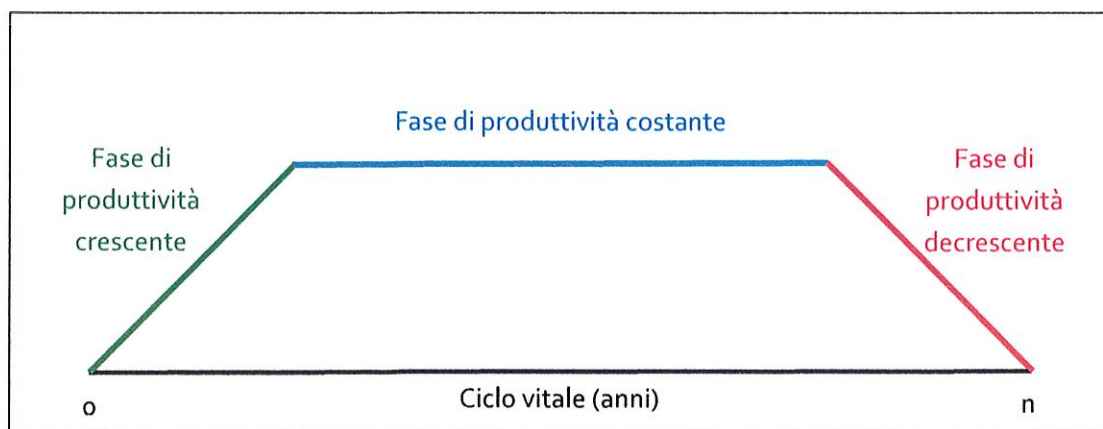 Fase di produttività costante
Fase di
produttività
crescente
Fase di
produttività
decrescente
Ciclo vitale (anni)
o
n